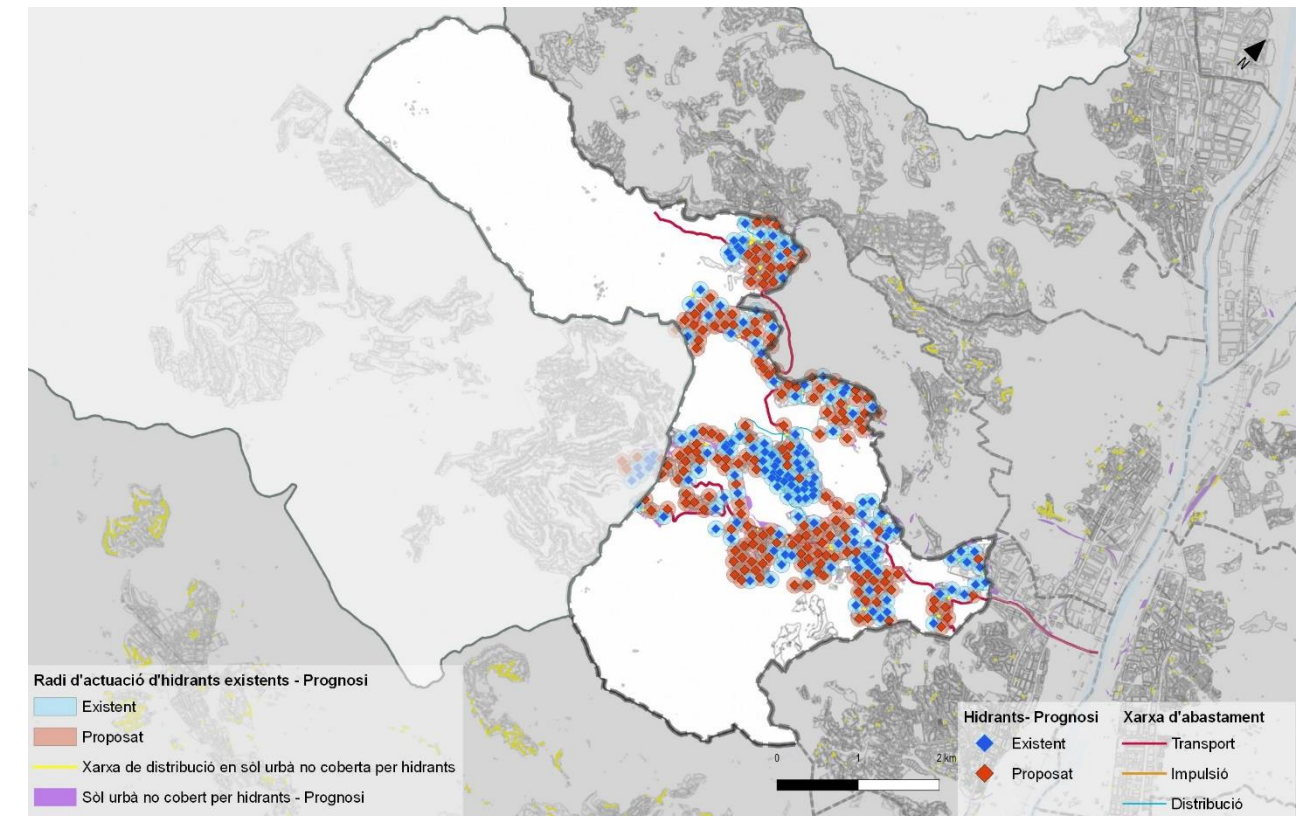 N
Radi d'actuació d'hidrants existents - Prognosi
Existent
Proposat
Xarxa de distribució en sòl urbà no coberta per hidrants
Sòl urbà no cobert per hidrants - Prognosi
0 1 2 km
Hidrants- Prognosi
Existent
Proposat
Xarxa d'abastament
Transport
Impulsió
Distribució